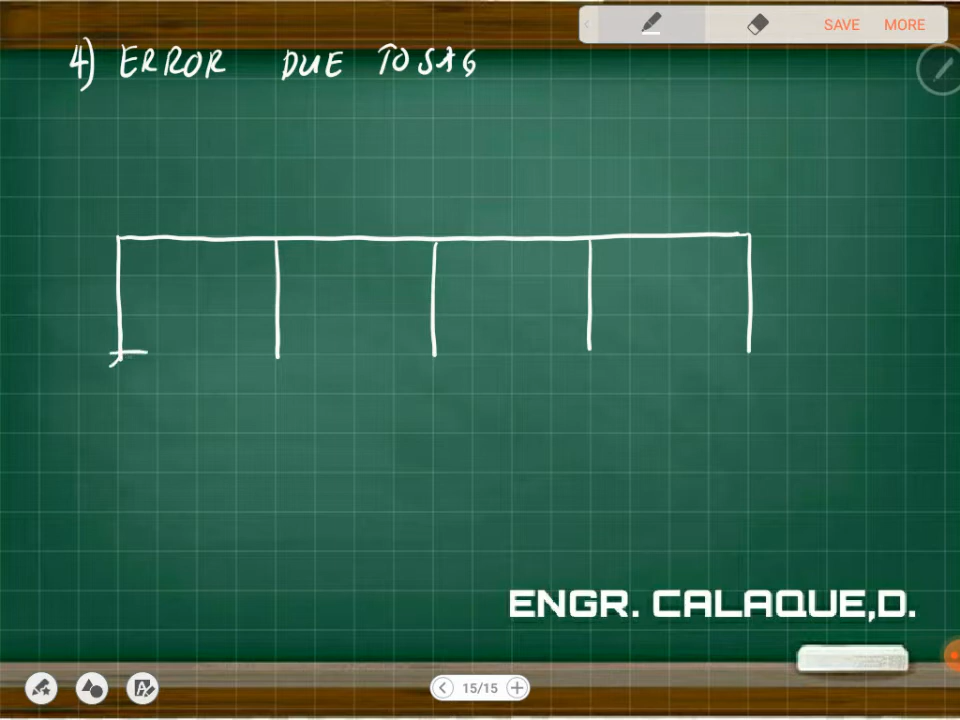 SAVE MORE
4) ERROR DUE TO SAG
ENGR. CALAQUE,D.
15/15